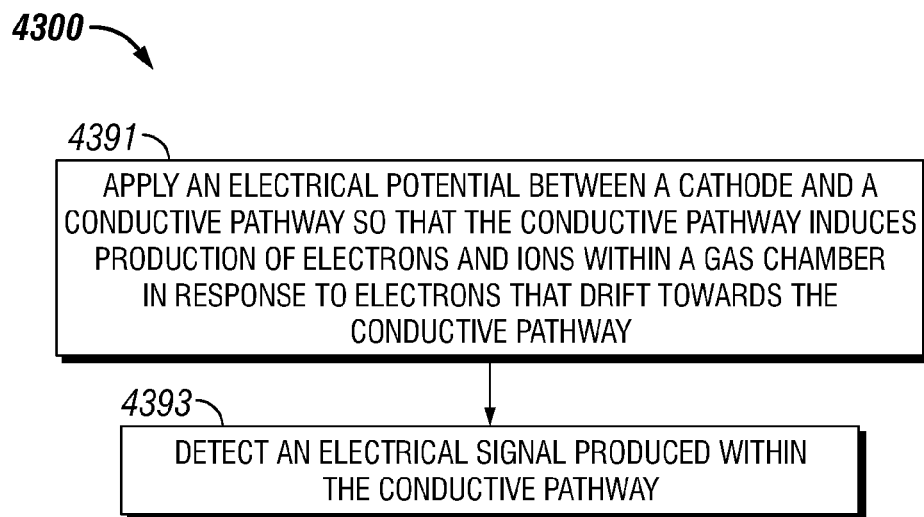 4300
4391
APPLY AN ELECTRICAL POTENTIAL BETWEEN A CATHODE AND A
CONDUCTIVE PATHWAY SO THAT THE CONDUCTIVE PATHWAY INDUCES
PRODUCTION OF ELECTRONS AND IONS WITHIN A GAS CHAMBER
IN RESPONSE TO ELECTRONS THAT DRIFT TOWARDS THE
CONDUCTIVE PATHWAY
4393
DETECT AN ELECTRICAL SIGNAL PRODUCED WITHIN
THE CONDUCTIVE PATHWAY